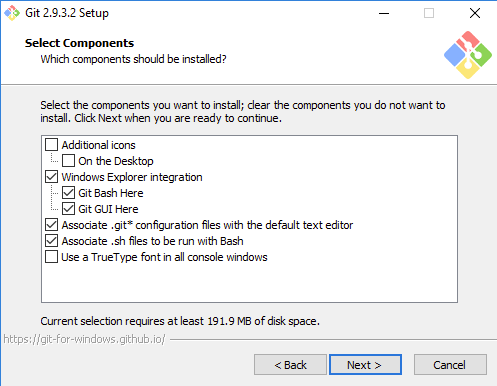 Git 2.9.3.2 Setup
Select Components
Which components should be installed?
Select the components you want to install; clear the components you do not want to
install. Click Next when you are ready to continue.
Additional icons
On the Desktop
Windows Explorer integration
Git Bash Here
Git GUI Here
Associate .git* configuration files with the default text editor
Associate .sh files to be run with Bash
Use a TrueType font in all console windows
Current selection requires at least 191.9 MB of disk space.
https://git-for-windows.github.io/
< Back
Next >
Cancel